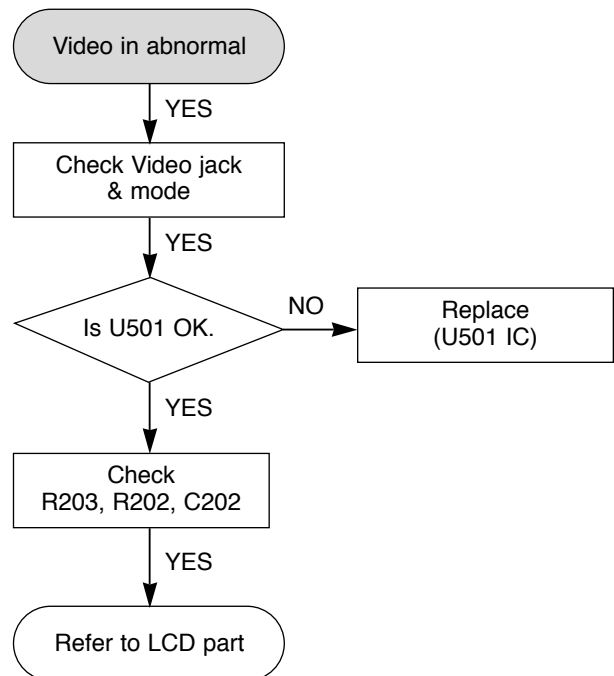 Video in abnormal
YES
Check Video jack
& mode
YES
Is U501 OK.
NO
Replace
(U501 IC)
YES
Check
R203, R202, C202
YES
Refer to LCD part